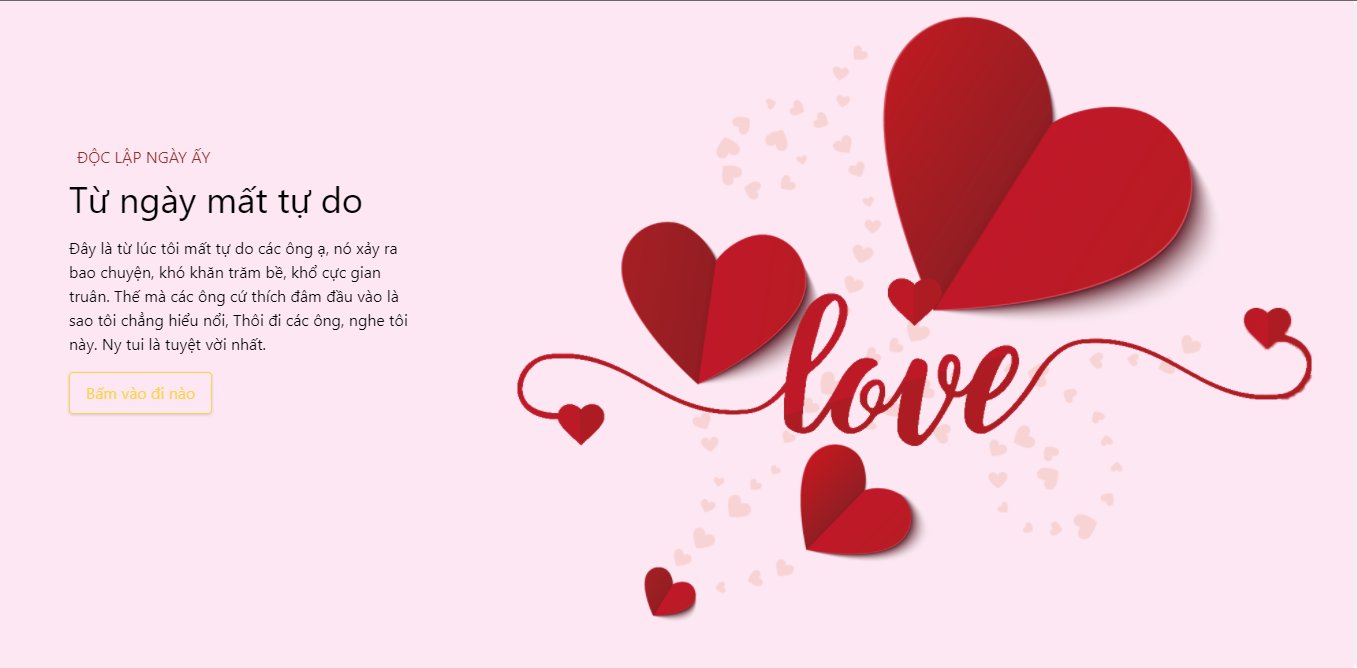 ĐỘC LẬP NGÀY ẤY
Từ ngày mất tự do
Đây là từ lúc tôi mất tự do các ông ạ, nó xảy ra
bao chuyện, khó khăn trăm bề, khổ cực gian
truân. Thế mà các ông cứ thích đâm đầu vào là
sao tôi chẳng hiểu nổi, Thôi đi các ông, nghe tôi
này. Ny tui là tuyệt vời nhất.
Bấm vào đi nào
love